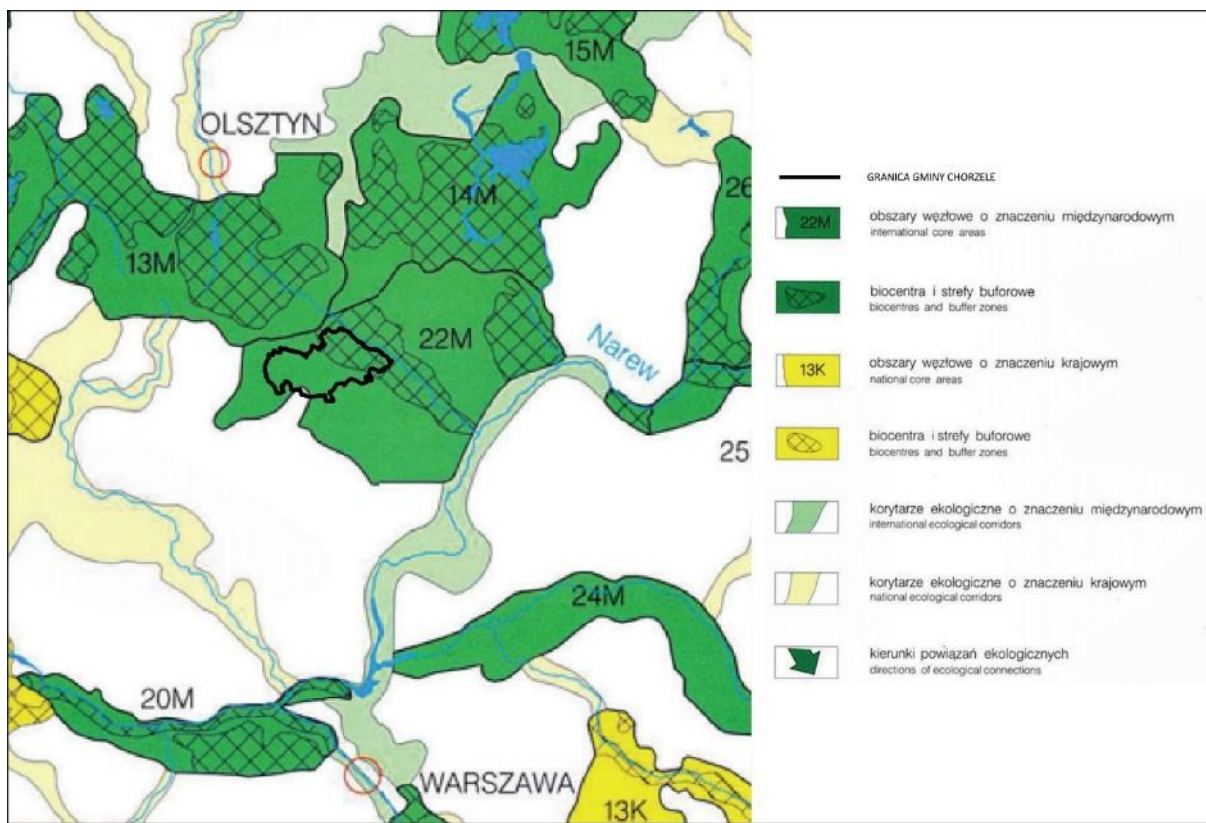 15M
OLSZTYN
14M
26
13M
22M
Narew
25
24M
20M
WARSZAWA
13K
GRANICA GMINY CHORZELE
22M
obszary węzłowe o znaczeniu międzynarodowym
international core areas
biocentra i strefy buforowe
biocentres and buffer zones
13K
obszary węzłowe o znaczeniu krajowym
national core areas
biocentra i strefy buforowe
biocentres and buffer zones
korytarze ekologiczne o znaczeniu międzynarodowym
international ecological corridors
korytarze ekologiczne o znaczeniu krajowym
national ecological corridors
kierunki powiązań ekologicznych
directions of ecological connections